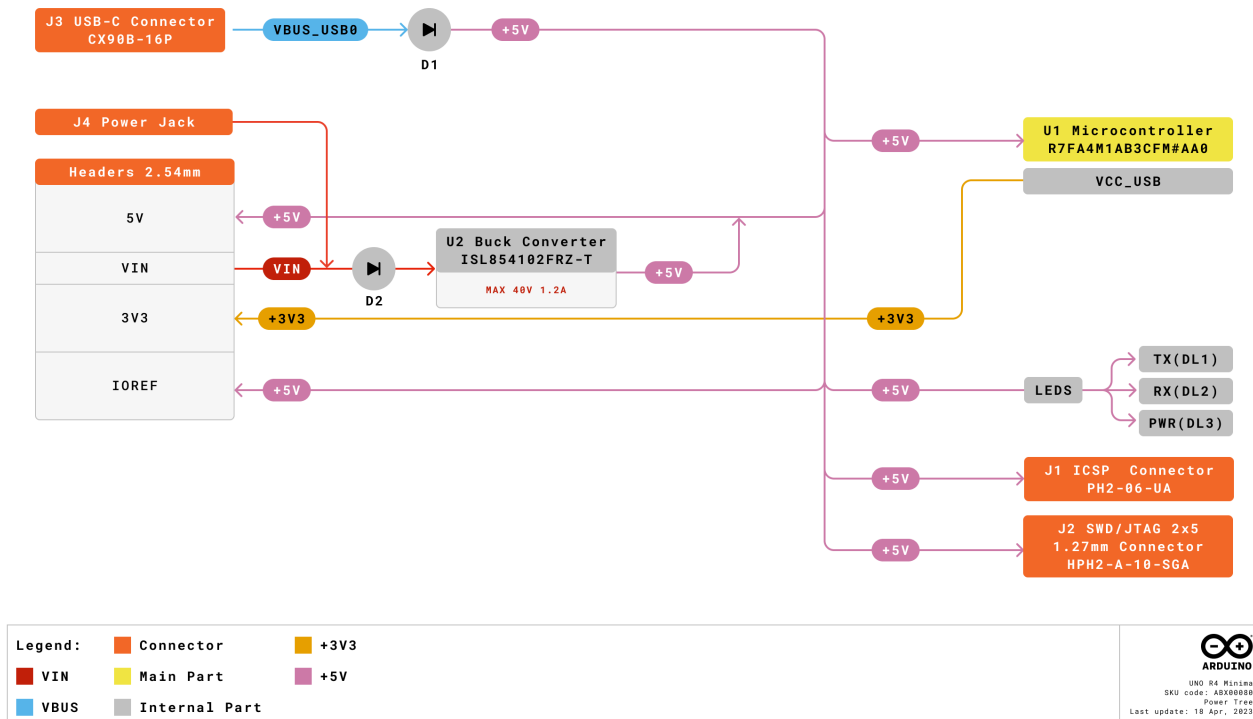 J3 USB-C Connector
CX90B-16P
VBUS_USB0
+5V
D1
J4 Power Jack
U1 Microcontroller
R7FA4M1AB3CFM#AA0
+5V
VCC_USB
Headers 2.54mm
5V
+5V
VIN
VIN
D2
U2 Buck Converter
ISL854102FRZ-T
MAX 40V 1.2A
+5V
3V3
+3V3
+3V3
IOREF
+5V
+5V
LEDS
TX(DL1)
RX(DL2)
PWR(DL3)
+5V
J1 ICSP Connector
PH2-06-UA
+5V
J2 SWD/JTAG 2x5
1.27mm Connector
HPH2-A-10-SGA
Legend:
Connector
+3V3
VIN
Main Part
+5V
VBUS
Internal Part
ARDUINO
UNO R4 Minima
SKU code: ABX00080
Power Tree
Last update: 18 Apr, 2023